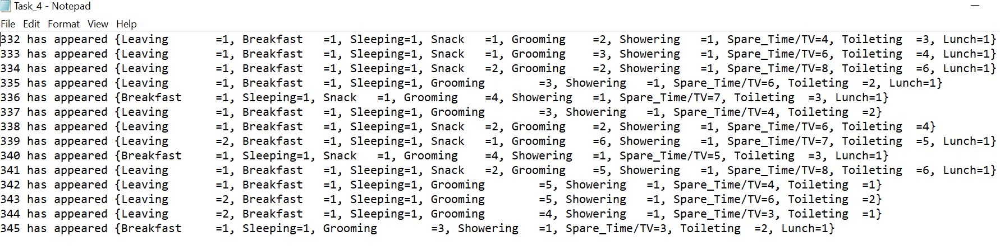 Task_4 - Notepad
File Edit Format View Help
332 has appeared {Leaving =1, Breakfast =1, Sleeping=1, Snack =1, Grooming =2, Showering =1, Spare_Time/TV=4, Toileting =3, Lunch=1}
333 has appeared {Leaving =1, Breakfast =1, Sleeping=1, Snack =1, Grooming =3, Showering =1, Spare_Time/TV=6, Toileting =4, Lunch=1}
334 has appeared {Leaving =1, Breakfast =1, Sleeping=1, Snack =2, Grooming =2, Showering =1, Spare_Time/TV=8, Toileting =6, Lunch=1}
335 has appeared {Leaving =1, Breakfast =1, Sleeping=1, Grooming =3, Showering =1, Spare_Time/TV=6, Toileting =2, Lunch=1}
336 has appeared {Breakfast =1, Sleeping=1, Snack =1, Grooming =4, Showering =1, Spare_Time/TV=7, Toileting =3, Lunch=1}
337 has appeared {Leaving =1, Breakfast =1, Sleeping=1, Grooming =3, Showering =1, Spare_Time/TV=4, Toileting =2}
338 has appeared {Leaving =1, Breakfast =1, Sleeping=1, Snack =2, Grooming =2, Showering =1, Spare_Time/TV=6, Toileting =4}
339 has appeared {Leaving =2, Breakfast =1, Sleeping=1, Snack =1, Grooming =6, Showering =1, Spare_Time/TV=7, Toileting =5, Lunch=1}
340 has appeared {Breakfast =1, Sleeping=1, Snack =1, Grooming =4, Showering =1, Spare_Time/TV=5, Toileting =3, Lunch=1}
341 has appeared {Leaving =1, Breakfast =1, Sleeping=1, Snack =2, Grooming =5, Showering =1, Spare_Time/TV=8, Toileting =6, Lunch=1}
342 has appeared {Leaving =1, Breakfast =1, Sleeping=1, Grooming =5, Showering =1, Spare_Time/TV=4, Toileting =1}
343 has appeared {Leaving =2, Breakfast =1, Sleeping=1, Grooming =5, Showering =1, Spare_Time/TV=6, Toileting =2}
344 has appeared {Leaving =2, Breakfast =1, Sleeping=1, Grooming =4, Showering =1, Spare_Time/TV=3, Toileting =1}
345 has appeared {Breakfast =1, Sleeping=1, Grooming =3, Showering =1, Spare_Time/TV=3, Toileting =2, Lunch=1}